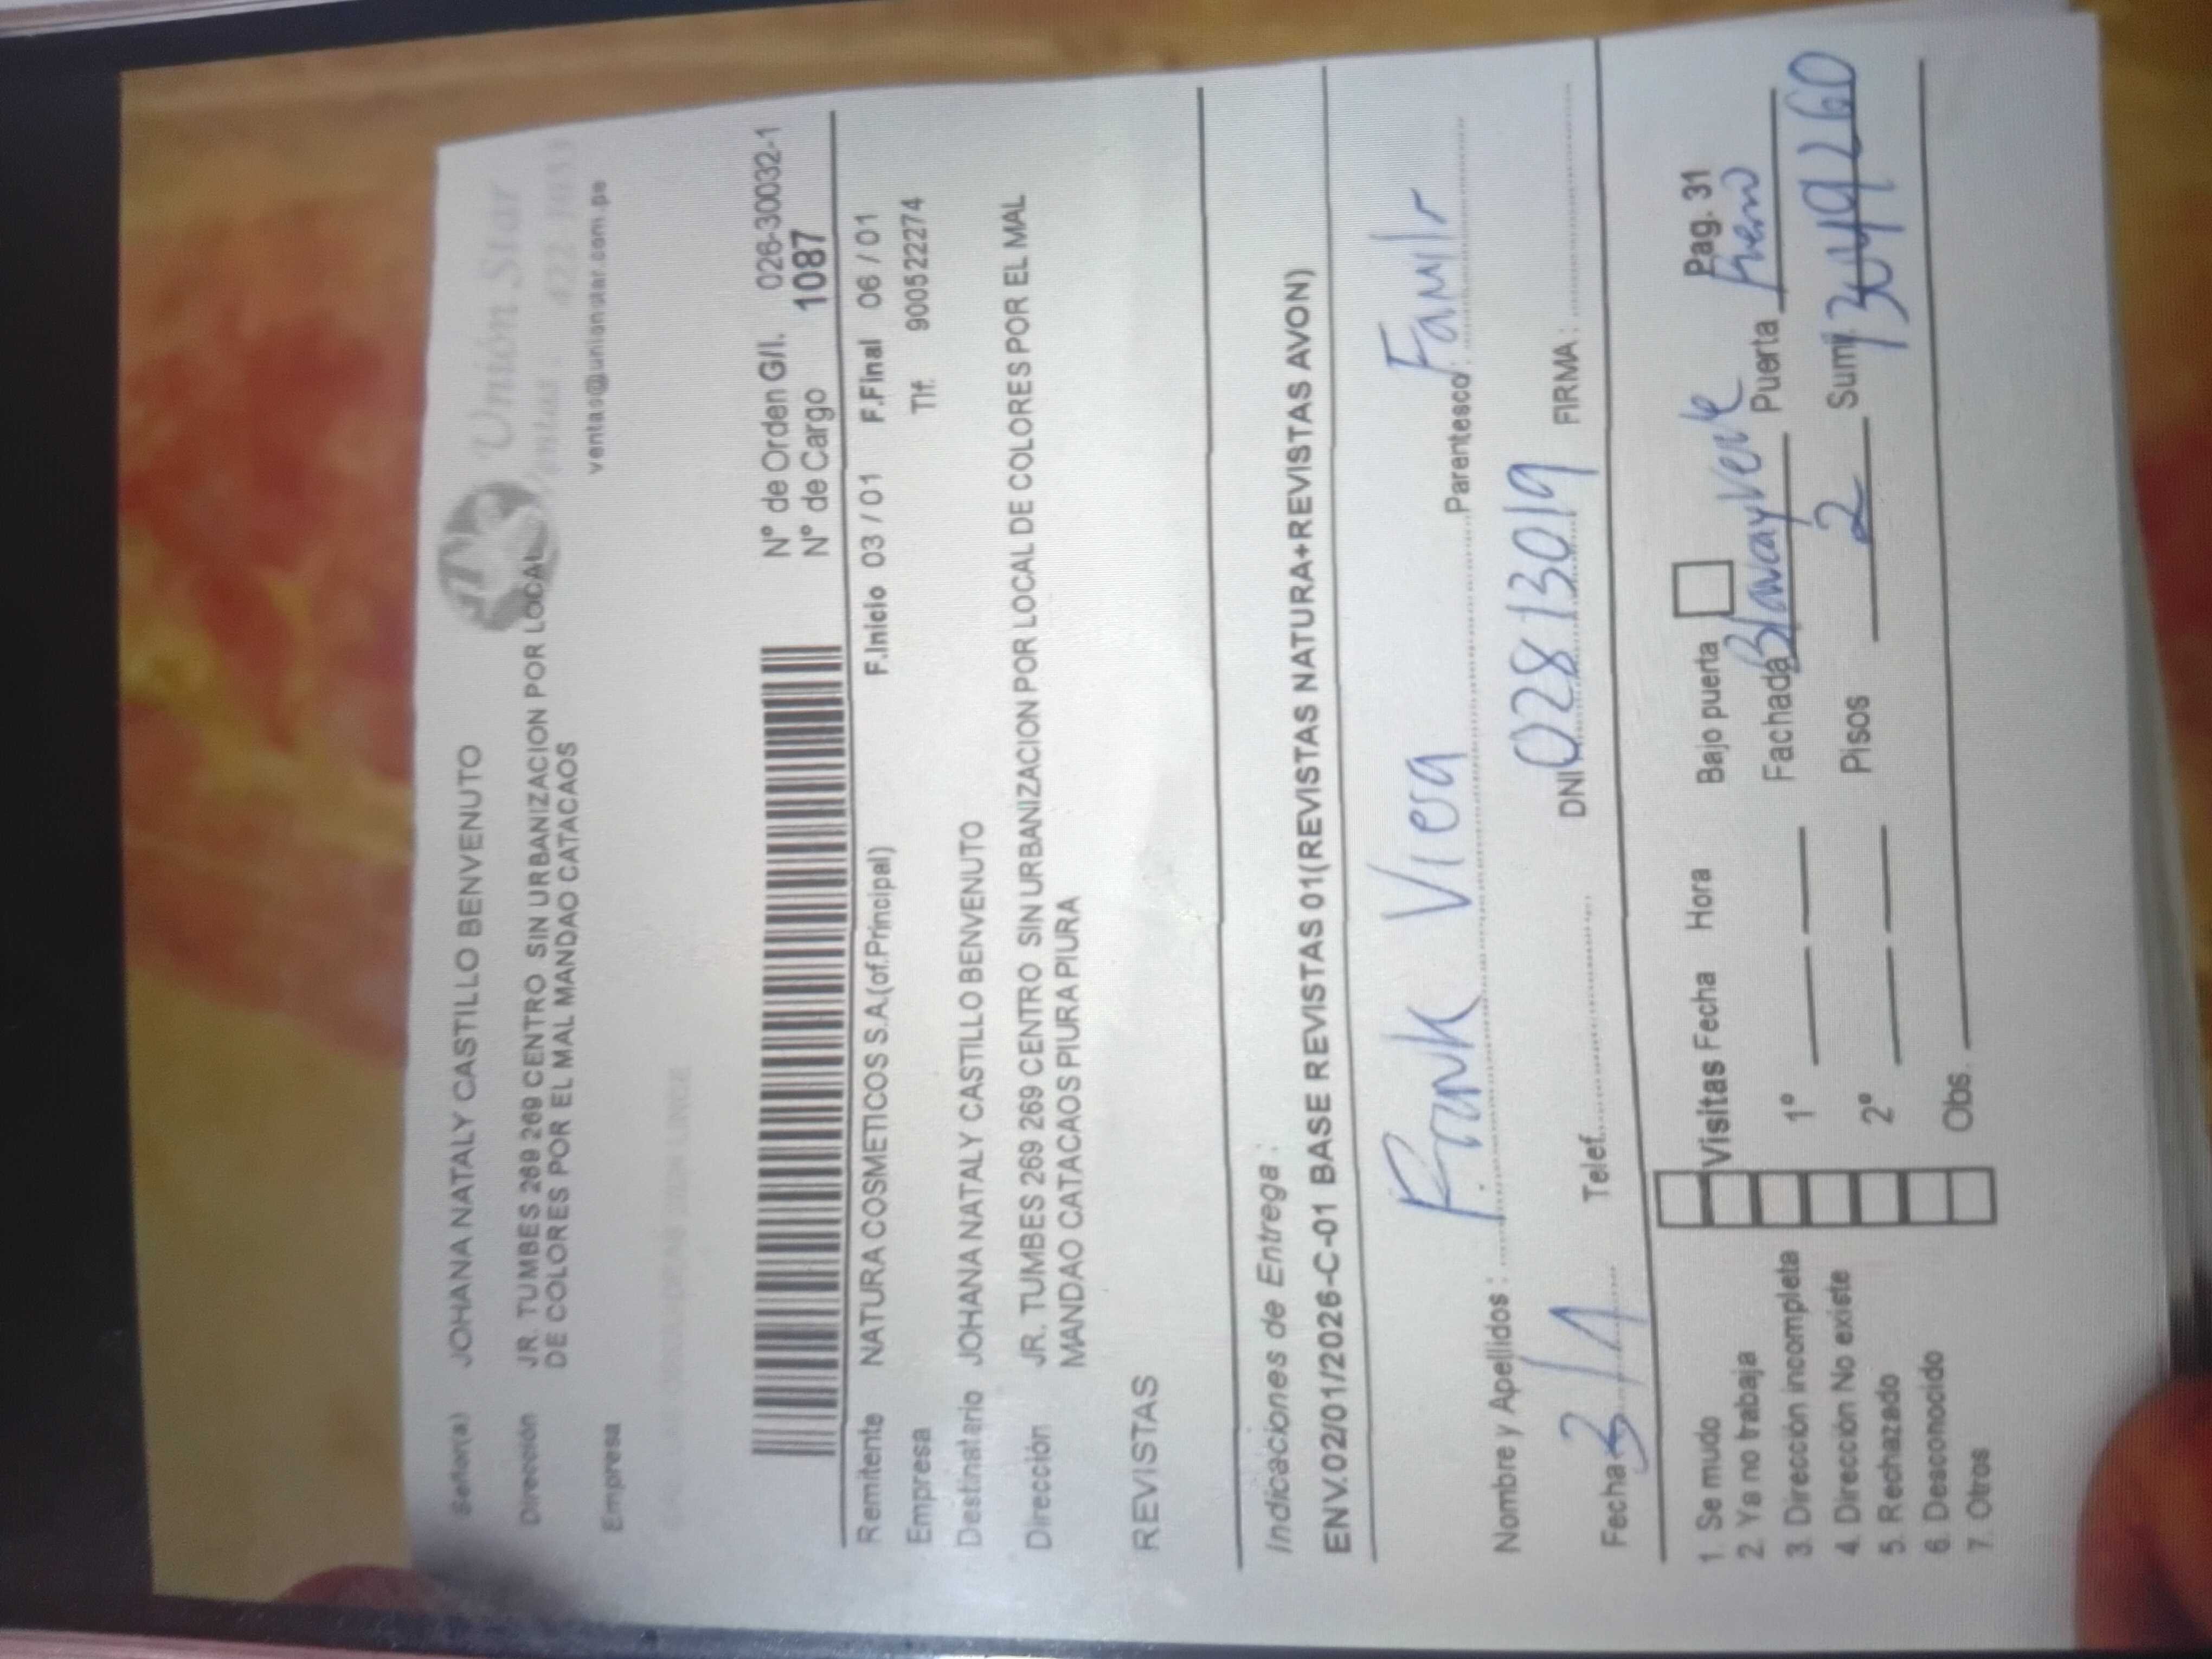 Unión Star
ventas@unionstar.com.pe
Señor(a) JOHANA NATALY CASTILLO BENVENUTO
Dirección JR. TUMBES 269 269 CENTRO SIN URBANIZACION POR LOCAL
DE COLORES POR EL MAL MANDAO CATACAOS
Empresa
N° de Orden G/I. 026-30032-1
N° de Cargo 1087
Remitente NATURA COSMETICOS S.A.(of.Principal) F.Inicio 03 / 01 F.Final 06 / 01
Empresa Tlf. 900522274
Destinatario JOHANA NATALY CASTILLO BENVENUTO
Dirección JR. TUMBES 269 269 CENTRO SIN URBANIZACION POR LOCAL DE COLORES POR EL MAL
MANDAO CATACAOS PIURA PIURA
REVISTAS
Indicaciones de Entrega :
ENV.02/01/2026-C-01 BASE REVISTAS 01(REVISTAS NATURA+REVISTAS AVON)
Nombre y Apellidos : Frank Viera Parentesco: Famlr
Fecha 3/1 Telef. DNI 02813019 FIRMA :
1. Se mudo Visitas Fecha Hora Bajo puerta Pag. 31
2. Ya no trabaja
3. Dirección incompleta 1° Fachada Puerta
4. Dirección No existe
5. Rechazado 2° Pisos 2 Sumi
6. Desconocido
7. Otros Obs.